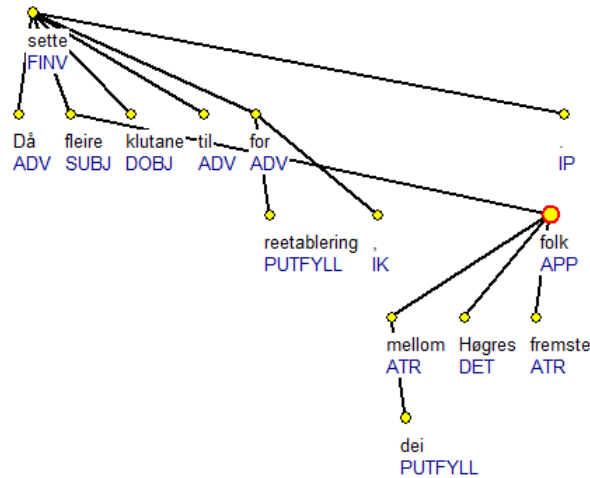 sette
FINV
Då fleire klutane til for .
ADV SUBJ DOBJ ADV ADV IP
reetablering , folk
PUTFYLL IK APP
mellom Høgres fremste
ATR DET ATR
dei
PUTFYLL